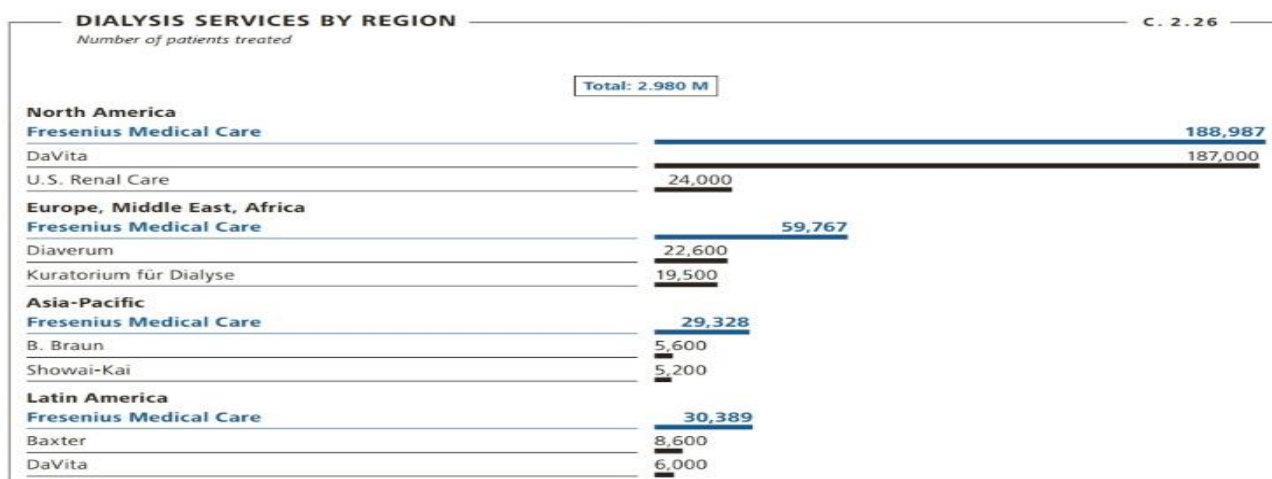 DIALYSIS SERVICES BY REGION C. 2.26
Number of patients treated
Total: 2.980 M
North America
Fresenius Medical Care 188,987
DaVita 187,000
U.S. Renal Care 24,000
Europe, Middle East, Africa
Fresenius Medical Care 59,767
Diaverum 22,600
Kuratorium für Dialyse 19,500
Asia-Pacific
Fresenius Medical Care 29,328
B. Braun 5,600
Showai-Kai 5,200
Latin America
Fresenius Medical Care 30,389
Baxter 8,600
DaVita 6,000